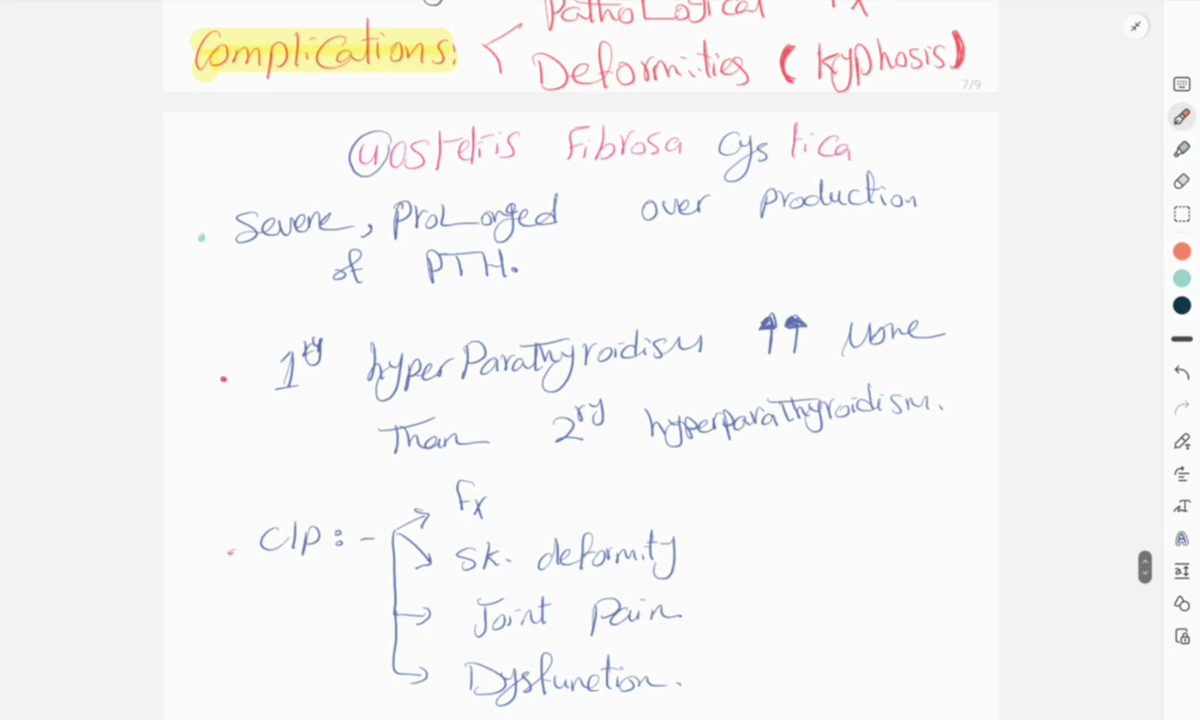 Pathological Fx
Complications: < Deformities (kyphosis)
7/9
④ osteitis Fibrosa cystica
. Severe, Prolonged over production
of PTH.
. 1ry hyperParathyroidism ↑↑ More
Than 2ry hyperparathyroidism.
. C/P: - Fx
Sk. deformity
Joint Pain
Dysfunction.